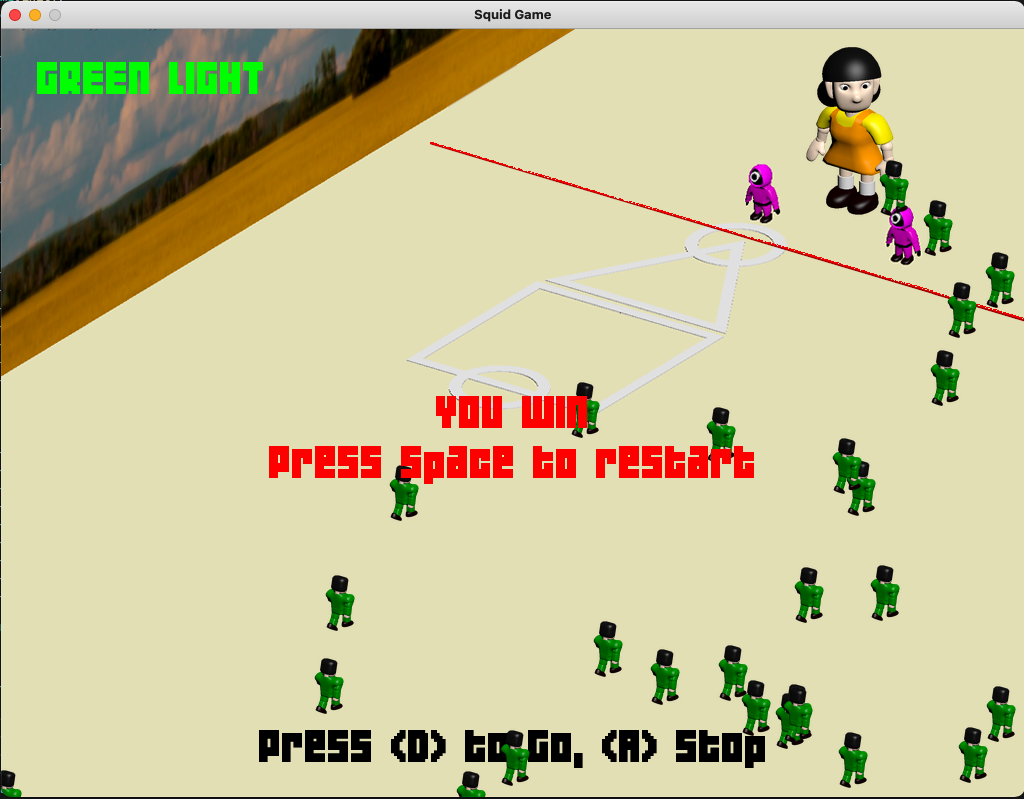 Squid Game
GREEN LIGHT
YOU WIN
Press Space to restart
Press (D) to Go, (A) Stop